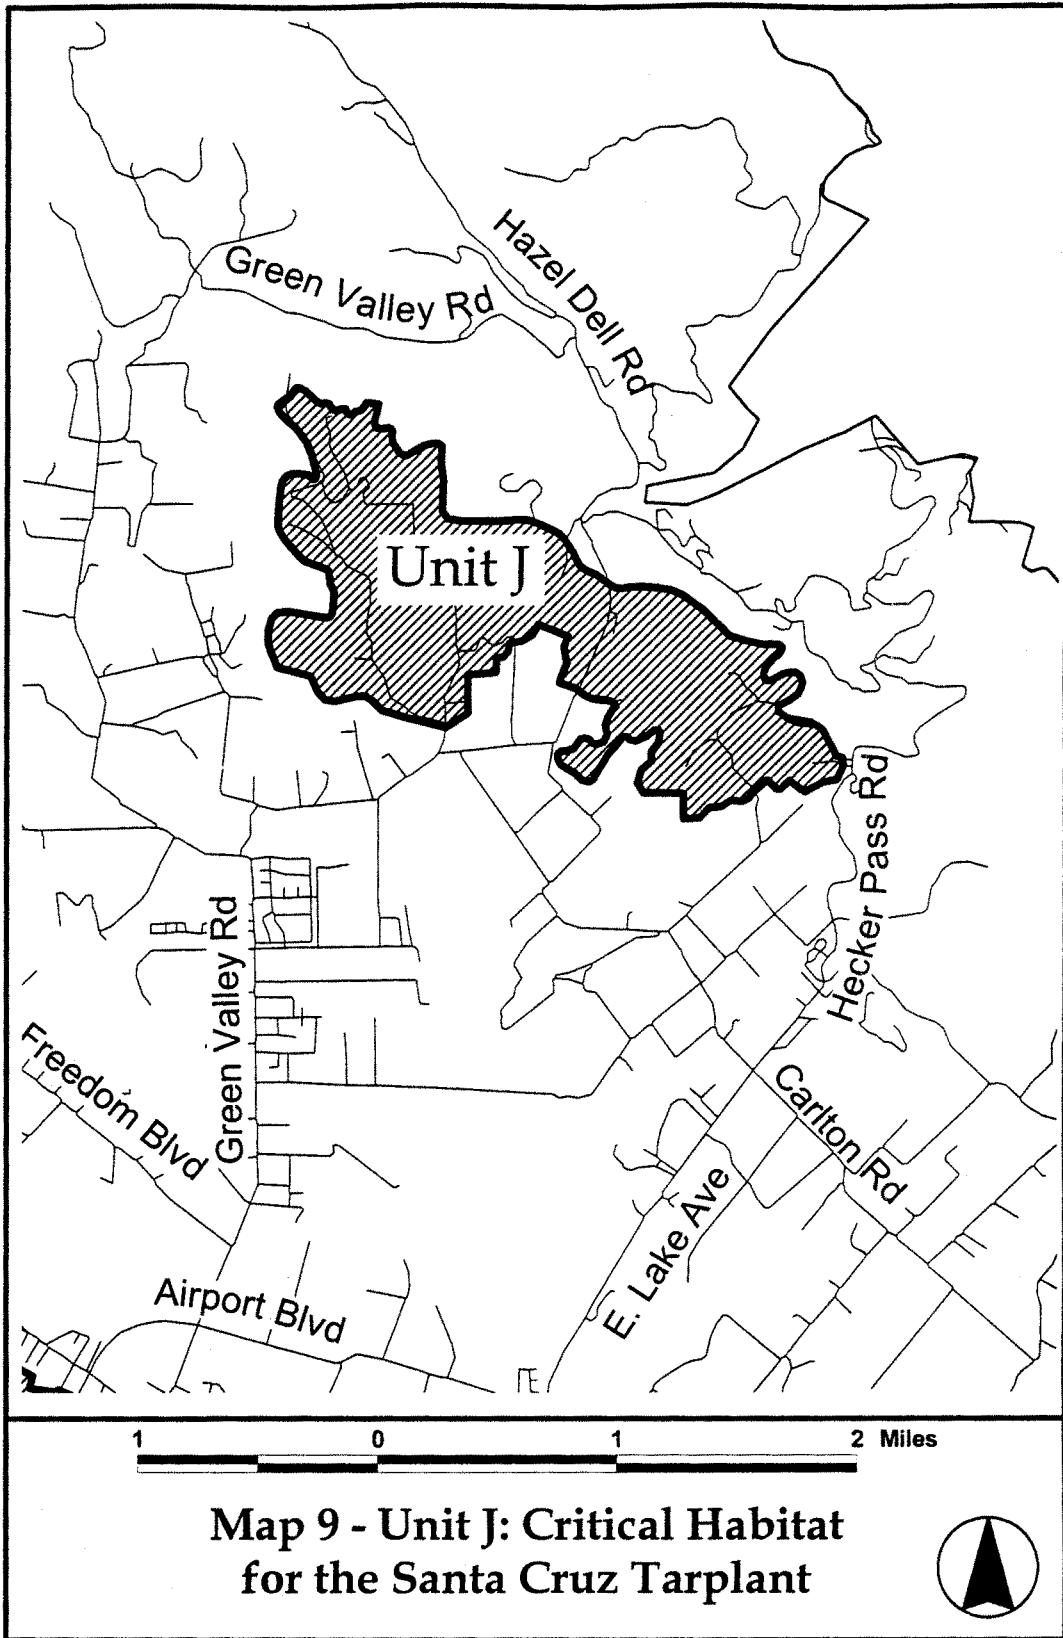 Hazel Dell Rd
Green Valley Rd
Unit J
Hecker Pass Rd
Green Valley Rd
Freedom Blvd
Carlton Rd
E. Lake Ave
Airport Blvd
1 0 1 2 Miles
Map 9 - Unit J: Critical Habitat
for the Santa Cruz Tarplant